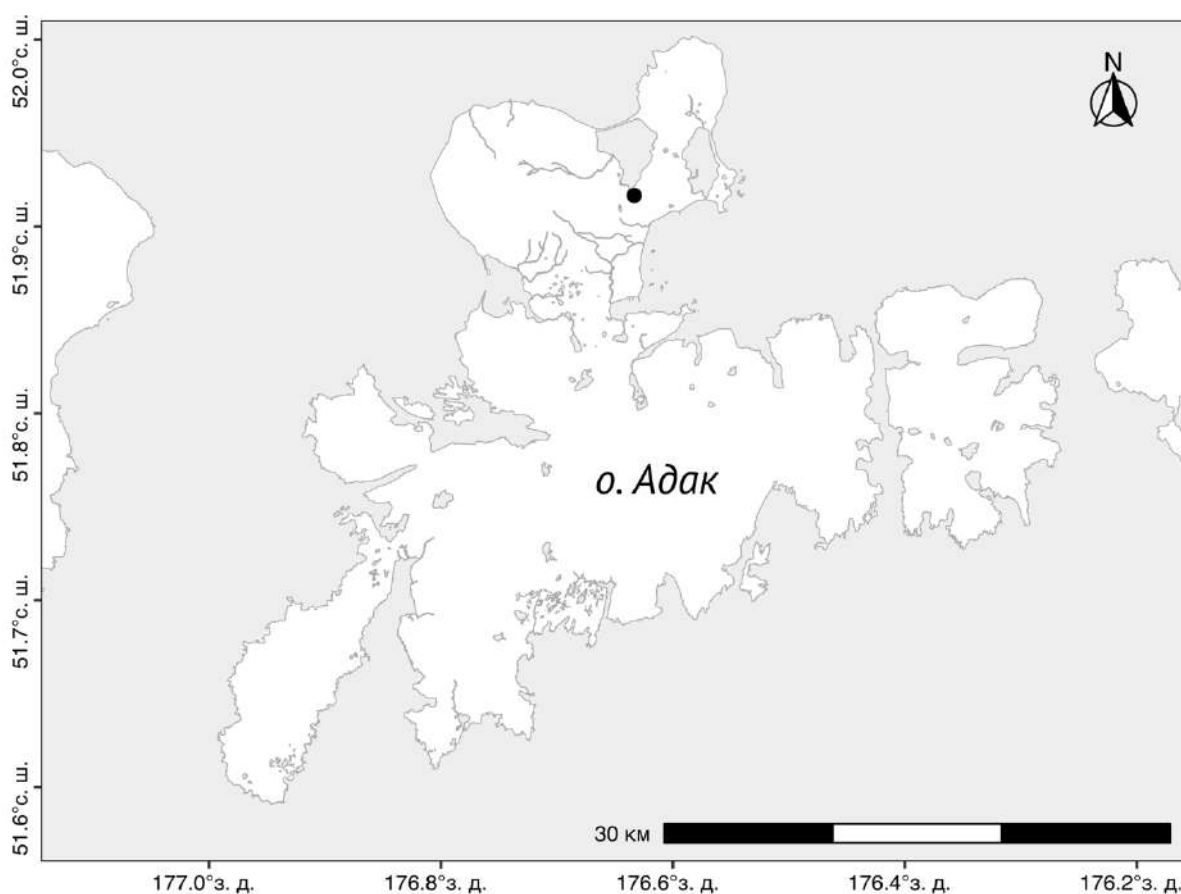 N
52.0°с. ш.
51.9°с. ш.
51.8°с. ш.
51.7°с. ш.
51.6°с. ш.
о. Адак
30 км
177.0°з. д.
176.8°з. д.
176.6°з. д.
176.4°з. д.
176.2°з. д.